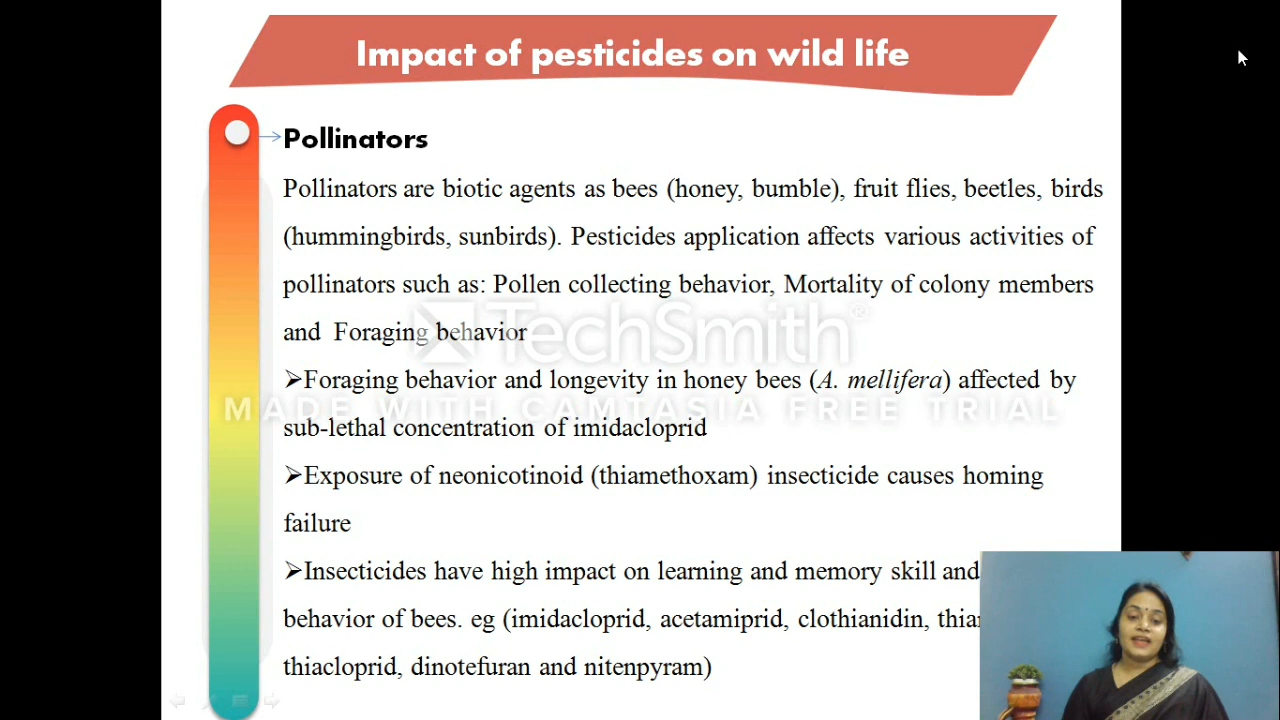 Impact of pesticides on wild life
Pollinators
Pollinators are biotic agents as bees (honey, bumble), fruit flies, beetles, birds
(hummingbirds, sunbirds). Pesticides application affects various activities of
pollinators such as: Pollen collecting behavior, Mortality of colony members
and Foraging behavior
TechSmith®
➢Foraging behavior and longevity in honey bees (A. mellifera) affected by
MADE WITH CAMTASIA FREE TRIAL
sub-lethal concentration of imidacloprid
➢Exposure of neonicotinoid (thiamethoxam) insecticide causes homing
failure
➢Insecticides have high impact on learning and memory skill and
behavior of bees. eg (imidacloprid, acetamiprid, clothianidin,
thiacloprid, dinotefuran and nitenpyram)